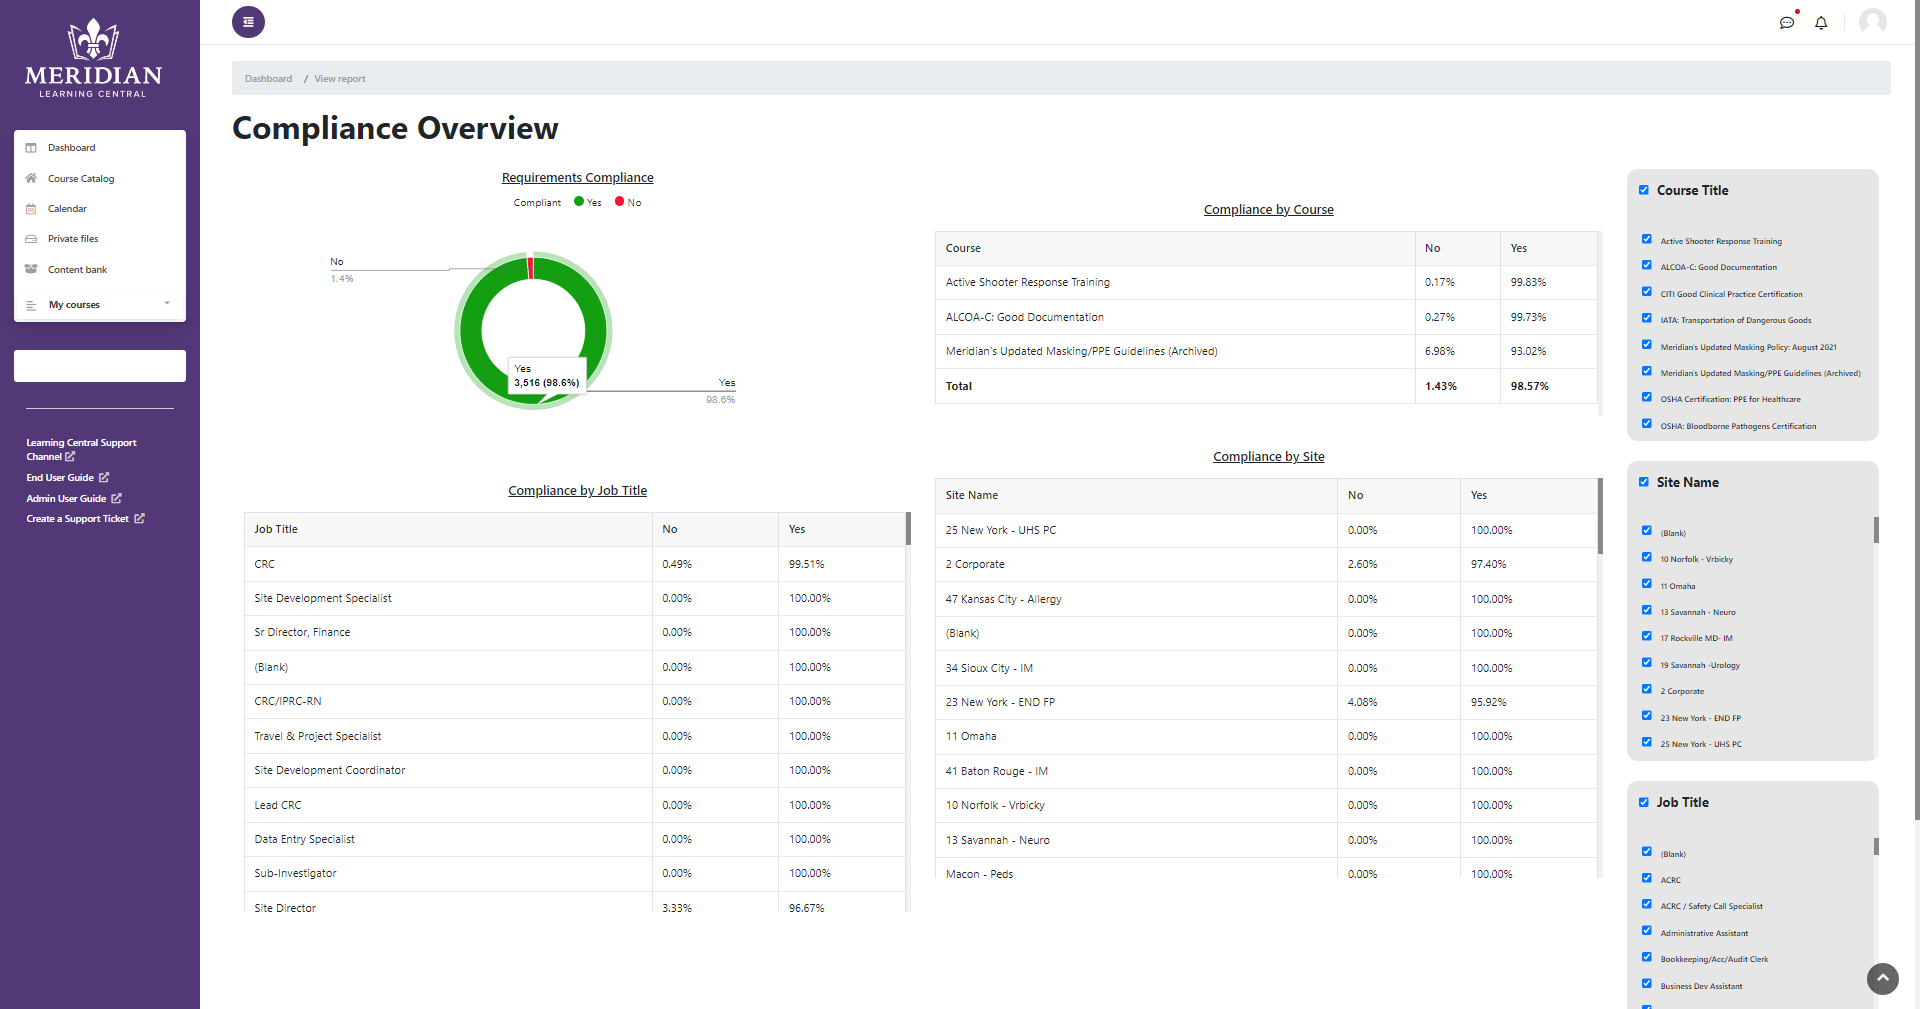 MERIDIAN
LEARNING CENTRAL
Dashboard
Course Catalog
Calendar
Private files
Content bank
My courses
Learning Central Support
Channel
End User Guide
Admin User Guide
Create a Support Ticket
Dashboard / View report
Compliance Overview
Requirements Compliance
Compliant Yes No
No
1.4%
Yes
3,516 (98.6%)
Yes
98.6%
Compliance by Job Title
Job Title No Yes
CRC 0.49% 99.51%
Site Development Specialist 0.00% 100.00%
Sr Director, Finance 0.00% 100.00%
(Blank) 0.00% 100.00%
CRC/IPRC-RN 0.00% 100.00%
Travel & Project Specialist 0.00% 100.00%
Site Development Coordinator 0.00% 100.00%
Lead CRC 0.00% 100.00%
Data Entry Specialist 0.00% 100.00%
Sub-Investigator 0.00% 100.00%
Site Director 3.33% 96.67%
Compliance by Course
Course No Yes
Active Shooter Response Training 0.17% 99.83%
ALCOA-C: Good Documentation 0.27% 99.73%
Meridian's Updated Masking/PPE Guidelines (Archived) 6.98% 93.02%
Total 1.43% 98.57%
Compliance by Site
Site Name No Yes
25 New York - UHS PC 0.00% 100.00%
2 Corporate 2.60% 97.40%
47 Kansas City - Allergy 0.00% 100.00%
(Blank) 0.00% 100.00%
34 Sioux City - IM 0.00% 100.00%
23 New York - END FP 4.08% 95.92%
11 Omaha 0.00% 100.00%
41 Baton Rouge - IM 0.00% 100.00%
10 Norfolk - Vrbicky 0.00% 100.00%
13 Savannah - Neuro 0.00% 100.00%
Macon - Peds 0.00% 100.00%
Course Title
Active Shooter Response Training
ALCOA-C: Good Documentation
CITI Good Clinical Practice Certification
IATA: Transportation of Dangerous Goods
Meridian's Updated Masking Policy: August 2021
Meridian's Updated Masking/PPE Guidelines (Archived)
OSHA Certification: PPE for Healthcare
OSHA: Bloodborne Pathogens Certification
Site Name
(Blank)
10 Norfolk - Vrbicky
11 Omaha
13 Savannah - Neuro
17 Rockville MD- IM
19 Savannah -Urology
2 Corporate
23 New York - END FP
25 New York - UHS PC
Job Title
(Blank)
ACRC
ACRC / Safety Call Specialist
Administrative Assistant
Bookkeeping/Acc/Audit Clerk
Business Dev Assistant